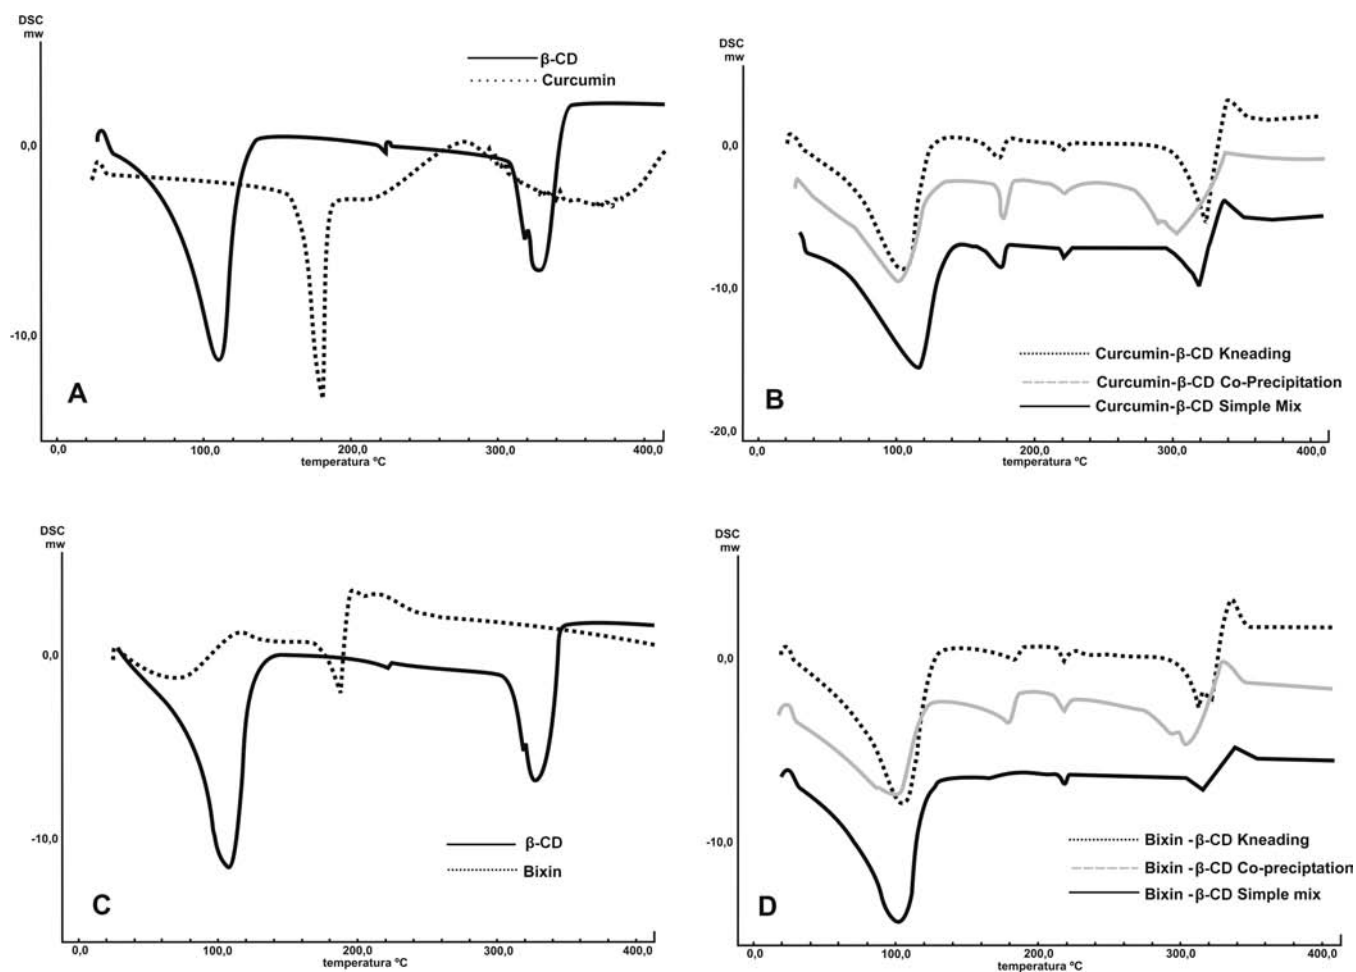 DSC
mw
β-CD
Curcumin
0,0
-10,0
A
0,0
100,0
200,0
300,0
400,0
temperatura ºC
DSC
mw
0,0
-10,0
Curcumin-β-CD Kneading
Curcumin-β-CD Co-Precipitation
Curcumin-β-CD Simple Mix
B
-20,0
0,0
100,0
200,0
300,0
400,0
temperatura ºC
DSC
mw
0,0
-10,0
β-CD
Bixin
C
0,0
100,0
200,0
300,0
400,0
temperatura ºC
DSC
mw
0,0
-10,0
Bixin -β-CD Kneading
Bixin -β-CD Co-preciptation
Bixin -β-CD Simple mix
D
0,0
100,0
200,0
300,0
400,0
temperatura ºC